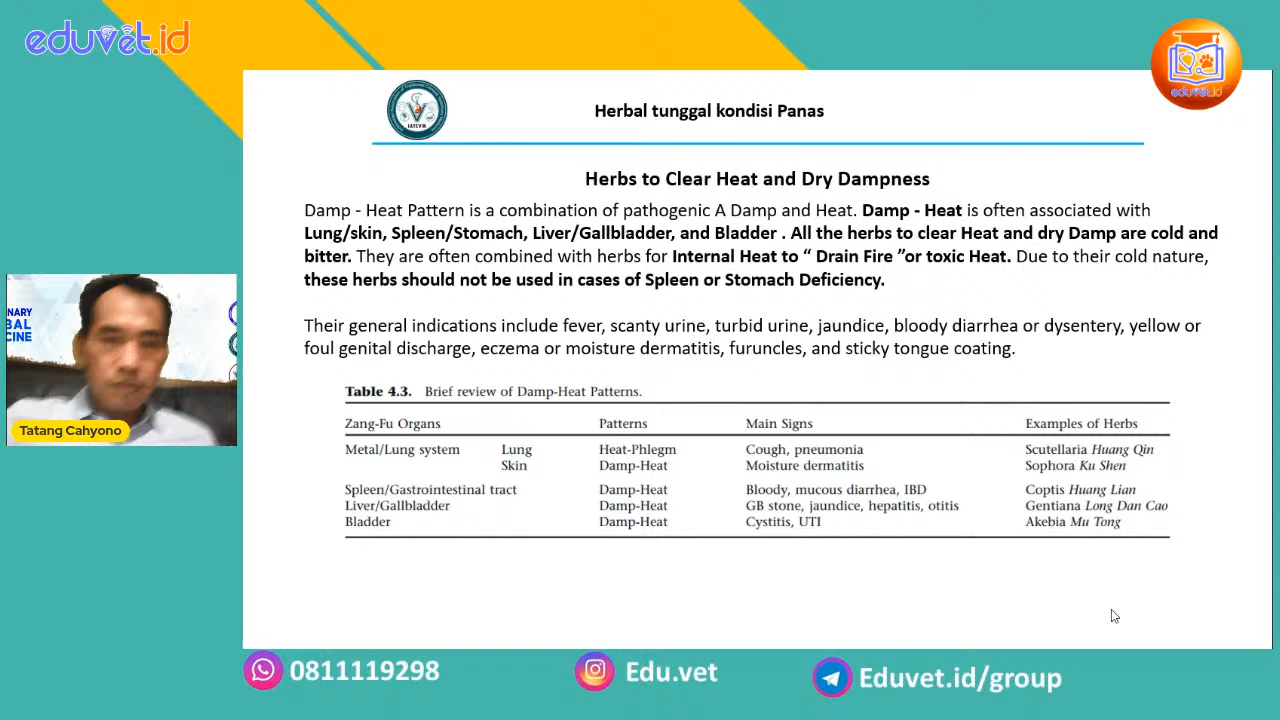 eduvet.id
eduvet.id
IATCVM
Herbal tunggal kondisi Panas
Herbs to Clear Heat and Dry Dampness
Damp - Heat Pattern is a combination of pathogenic A Damp and Heat. Damp - Heat is often associated with
Lung/skin, Spleen/Stomach, Liver/Gallbladder, and Bladder . All the herbs to clear Heat and dry Damp are cold and
bitter. They are often combined with herbs for Internal Heat to “ Drain Fire ”or toxic Heat. Due to their cold nature,
these herbs should not be used in cases of Spleen or Stomach Deficiency.
Their general indications include fever, scanty urine, turbid urine, jaundice, bloody diarrhea or dysentery, yellow or
foul genital discharge, eczema or moisture dermatitis, furuncles, and sticky tongue coating.
Table 4.3. Brief review of Damp-Heat Patterns.
Zang-Fu Organs Patterns Main Signs Examples of Herbs
Metal/Lung system Lung Heat-Phlegm Cough, pneumonia Scutellaria Huang Qin
Skin Damp-Heat Moisture dermatitis Sophora Ku Shen
Spleen/Gastrointestinal tract Damp-Heat Bloody, mucous diarrhea, IBD Coptis Huang Lian
Liver/Gallbladder Damp-Heat GB stone, jaundice, hepatitis, otitis Gentiana Long Dan Cao
Bladder Damp-Heat Cystitis, UTI Akebia Mu Tong
NARY
BAL
CINE
Tatang Cahyono
0811119298
Edu.vet
Eduvet.id/group